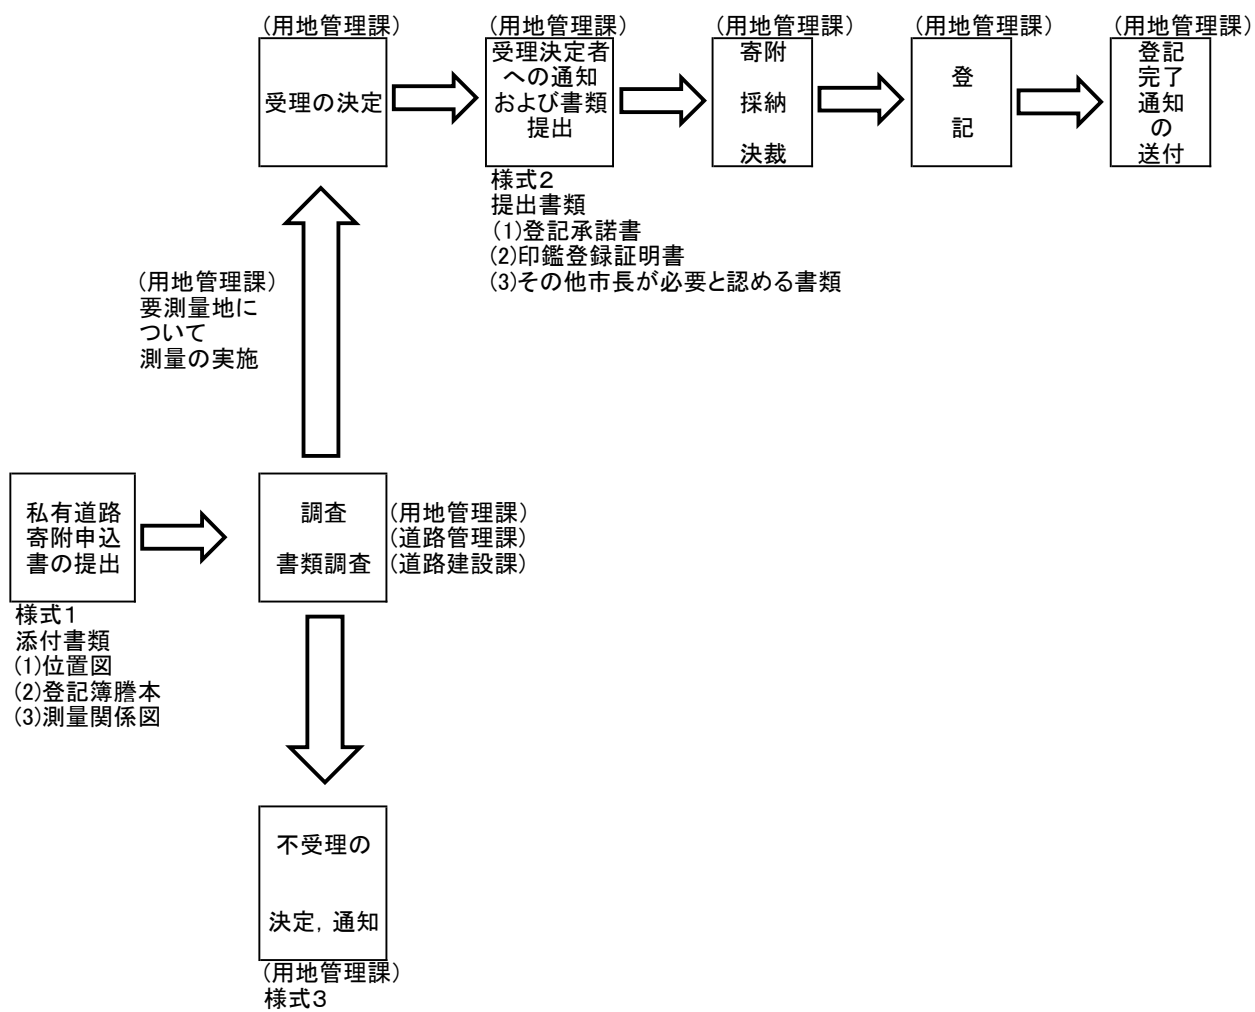 (用地管理課)
受理の決定
(用地管理課)
受理決定者
への通知
および書類
提出
様式2
提出書類
(1)登記承諾書
(2)印鑑登録証明書
(3)その他市長が必要と認める書類
(用地管理課)
寄附
採納
決裁
(用地管理課)
登
記
(用地管理課)
登記
完了
通知
の
送付
(用地管理課)
要測量地に
ついて
測量の実施
私有道路
寄附申込
書の提出
様式1
添付書類
(1)位置図
(2)登記簿謄本
(3)測量関係図
調査
書類調査
(用地管理課)
(道路管理課)
(道路建設課)
不受理の
決定，通知
(用地管理課)
様式3